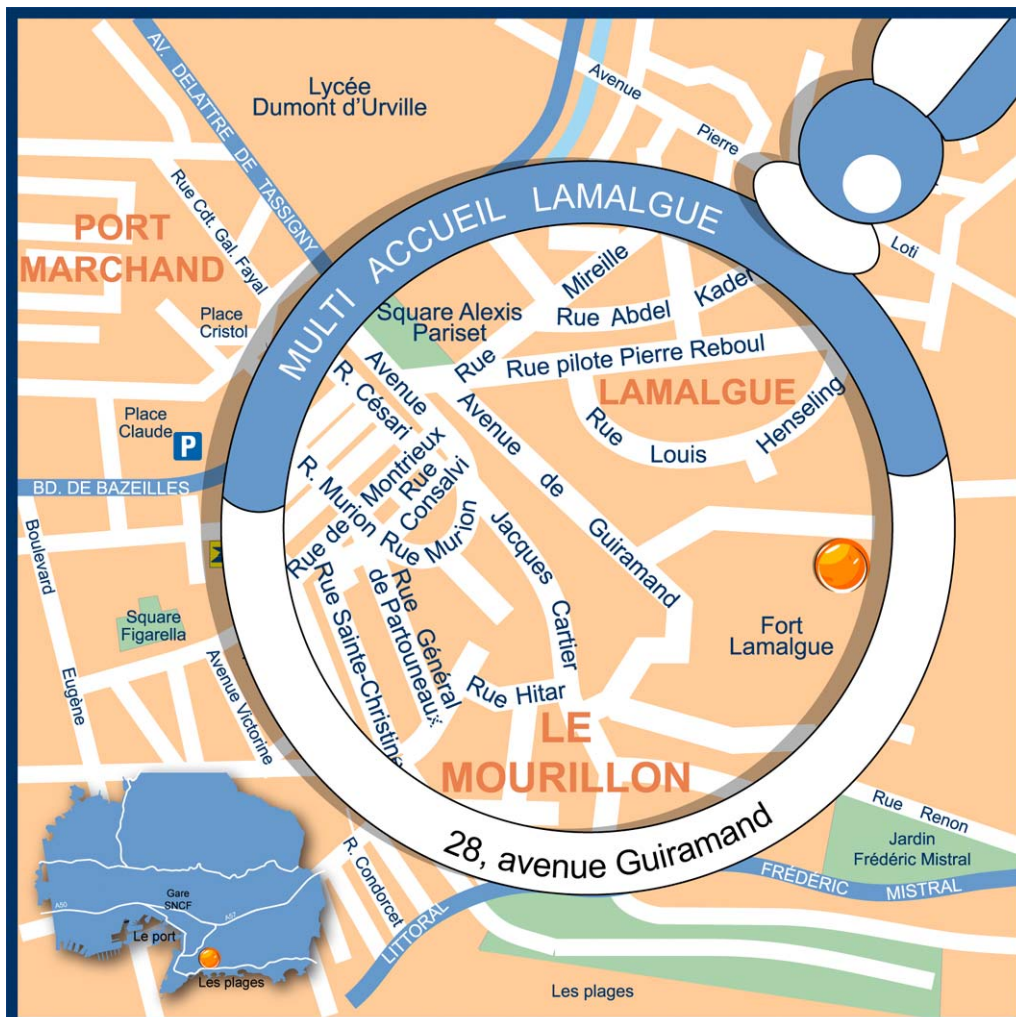 AV. DELATTRE DE TASSIGNY
Lycée
Dumont d'Urville
Avenue
Pierre
Loti
Rue Cdt. Gal. Fayal
PORT
MARCHAND
MULTI ACCUEIL LAMALGUE
Place
Cristol
Square Alexis
Pariset
Rue Mireille
Rue Abdel Kader
Rue pilote Pierre Reboul
LAMALGUE
Rue Louis Henseling
R. Césari
Avenue
Avenue de Guiramand
Place
Claude
P
BD. DE BAZEILLES
R. Murion
Rue de Montrieux
Rue Consalvi
Rue Murion
Jacques Cartier
Rue Sainte-Christine
Rue Général
de Partouneaux
Rue Hitar
Fort
Lamalgue
Boulevard
Eugène
Square
Figarella
Avenue Victorine
LE
MOURILLON
28, avenue Guiramand
Rue Renon
Jardin
Frédéric Mistral
FRÉDÉRIC MISTRAL
LITTORAL
R. Condorcet
Gare
SNCF
A50
A57
Le port
Les plages
Les plages